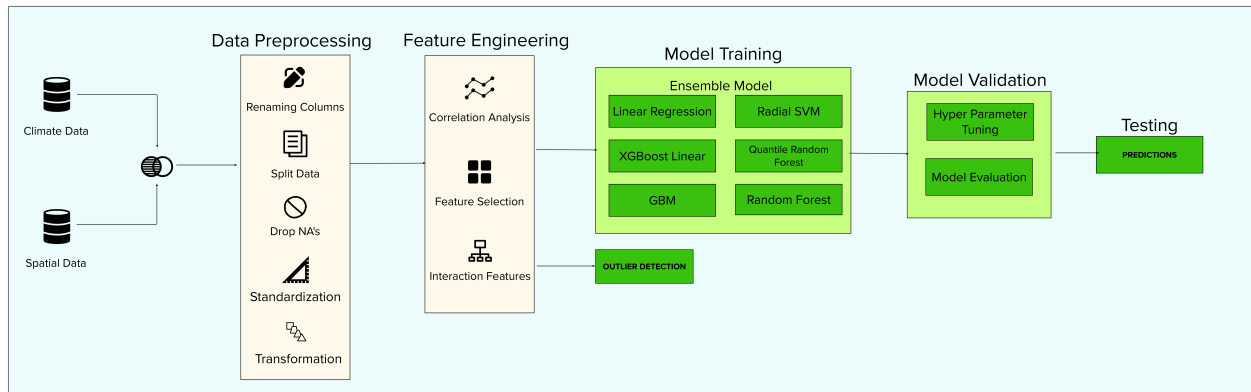 Climate Data
Spatial Data
Data Preprocessing
Renaming Columns
Split Data
Drop NA's
Standardization
Transformation
Feature Engineering
Correlation Analysis
Feature Selection
Interaction Features
Model Training
Ensemble Model
Linear Regression
Radial SVM
XGBoost Linear
Quantile Random
Forest
GBM
Random Forest
OUTLIER DETECTION
Model Validation
Hyper Parameter
Tuning
Model Evaluation
Testing
PREDICTIONS